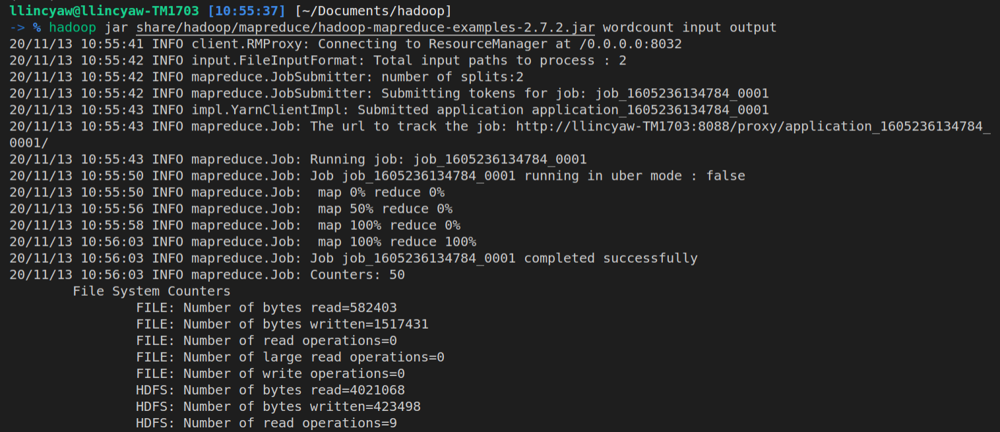 llincyaw@llincyaw-TM1703 [10:55:37] [~/Documents/hadoop]
-> % hadoop jar share/hadoop/mapreduce/hadoop-mapreduce-examples-2.7.2.jar wordcount input output
20/11/13 10:55:41 INFO client.RMProxy: Connecting to ResourceManager at /0.0.0.0:8032
20/11/13 10:55:42 INFO input.FileInputFormat: Total input paths to process : 2
20/11/13 10:55:42 INFO mapreduce.JobSubmitter: number of splits:2
20/11/13 10:55:42 INFO mapreduce.JobSubmitter: Submitting tokens for job: job_1605236134784_0001
20/11/13 10:55:43 INFO impl.YarnClientImpl: Submitted application application_1605236134784_0001
20/11/13 10:55:43 INFO mapreduce.Job: The url to track the job: http://llincyaw-TM1703:8088/proxy/application_1605236134784_
0001/
20/11/13 10:55:43 INFO mapreduce.Job: Running job: job_1605236134784_0001
20/11/13 10:55:50 INFO mapreduce.Job: Job job_1605236134784_0001 running in uber mode : false
20/11/13 10:55:50 INFO mapreduce.Job:  map 0% reduce 0%
20/11/13 10:55:56 INFO mapreduce.Job:  map 50% reduce 0%
20/11/13 10:55:58 INFO mapreduce.Job:  map 100% reduce 0%
20/11/13 10:56:03 INFO mapreduce.Job:  map 100% reduce 100%
20/11/13 10:56:03 INFO mapreduce.Job: Job job_1605236134784_0001 completed successfully
20/11/13 10:56:03 INFO mapreduce.Job: Counters: 50
File System Counters
FILE: Number of bytes read=582403
FILE: Number of bytes written=1517431
FILE: Number of read operations=0
FILE: Number of large read operations=0
FILE: Number of write operations=0
HDFS: Number of bytes read=4021068
HDFS: Number of bytes written=423498
HDFS: Number of read operations=9